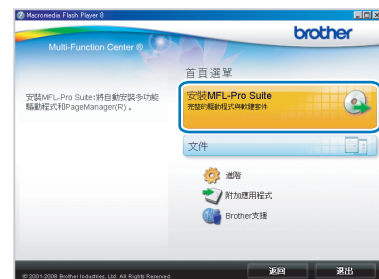 Macromedia Flash Player 8
brother
Multi-Function Center ®
首頁選單
安裝MFL-Pro Suite:將自動安裝多功能
驅動程式和PageManager(R) 。
安裝MFL-Pro Suite
完整的驅動程式與軟體套件
文件
進階
附加應用程式
Brother支援
© 2001-2008 Brother Industries, Ltd. All Rights Reserved.
返回
退出